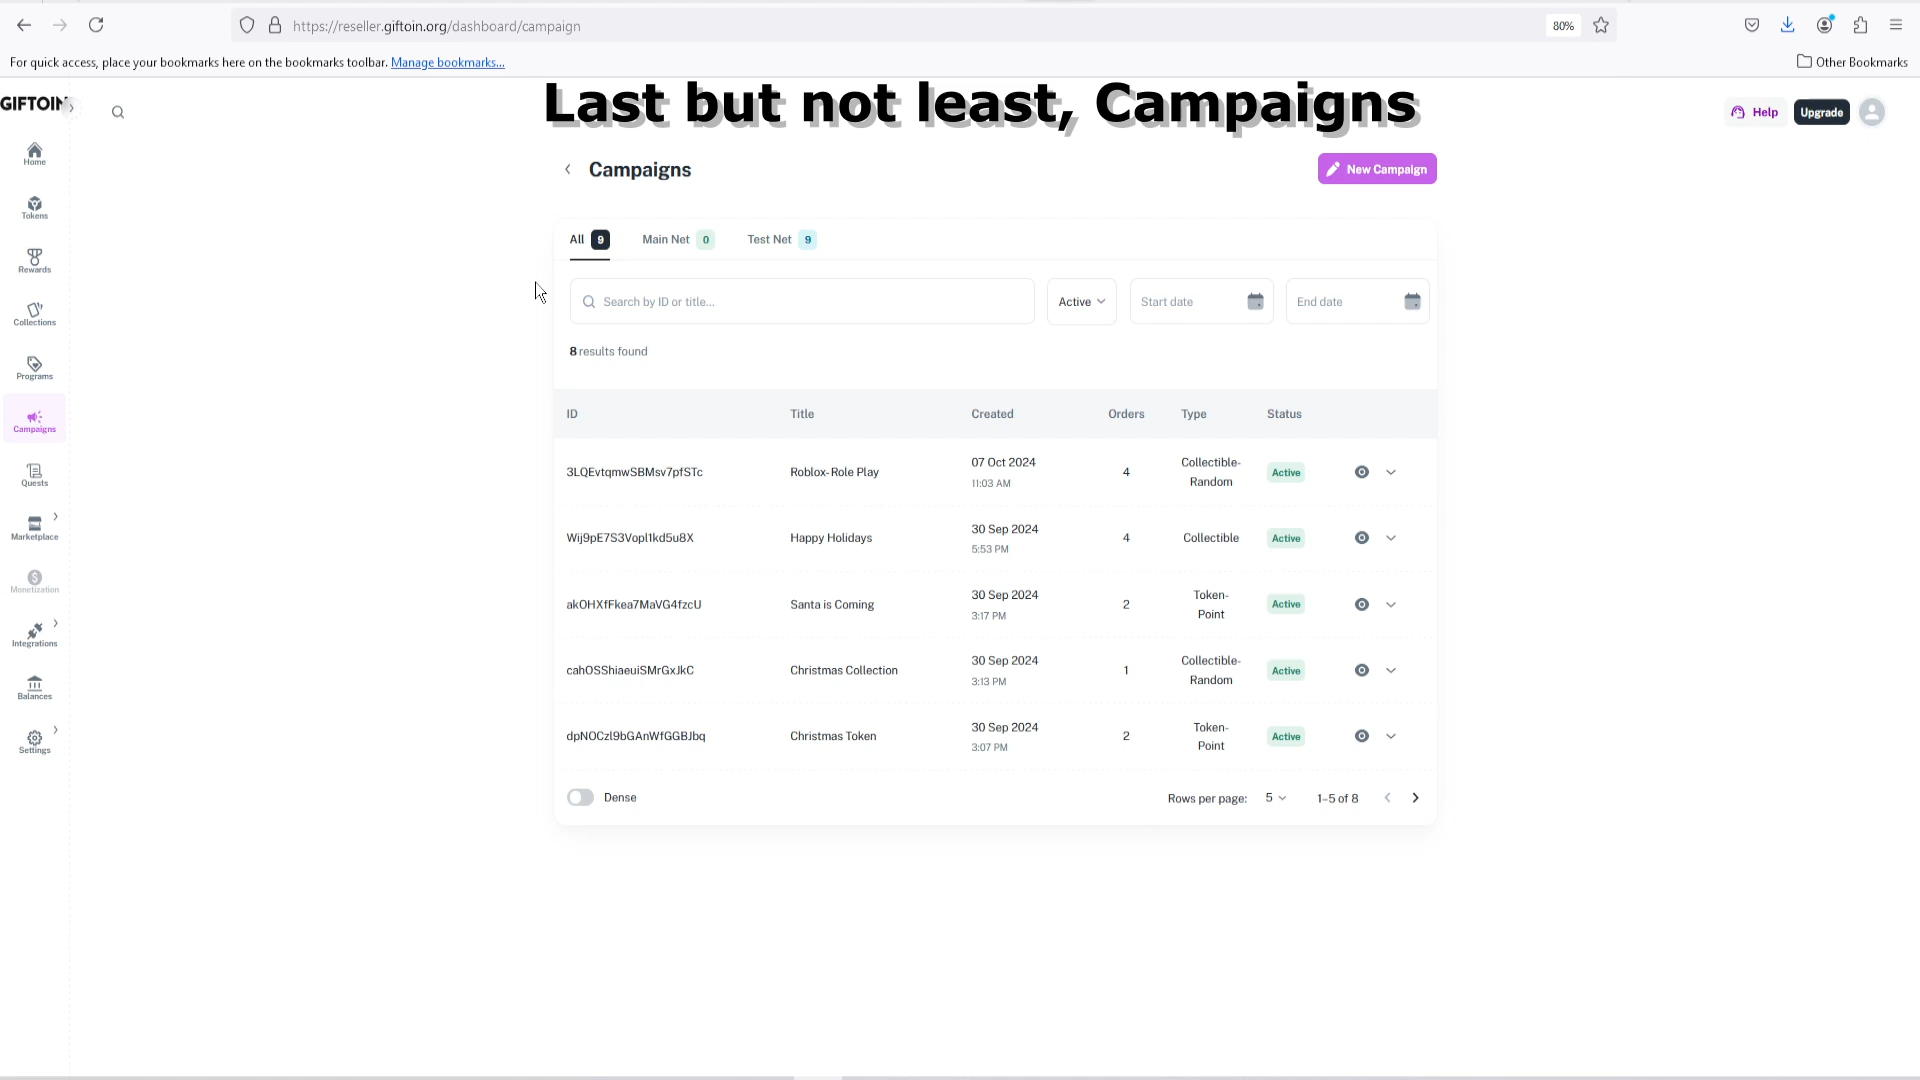 https://reseller.giftoin.org/dashboard/campaign
80%
For quick access, place your bookmarks here on the bookmarks toolbar. Manage bookmarks...
Other Bookmarks
Last but not least, Campaigns
GIFTOIN
Help
Upgrade
Home
Tokens
Rewards
Collections
Programs
Campaigns
Quests
Marketplace
Monetization
Integrations
Balances
Settings
Campaigns
New Campaign
All 9 Main Net 0 Test Net 9
Search by ID or title...
Active
Start date
End date
8 results found
ID Title Created Orders Type Status
3LQEvtqmwSBMsv7pfSTc Roblox- Role Play 07 Oct 2024 11:03 AM 4 Collectible-Random Active
Wij9pE7S3Vopl1kd5u8X Happy Holidays 30 Sep 2024 5:53 PM 4 Collectible Active
akOHXfFkea7MaVG4fzcU Santa is Coming 30 Sep 2024 3:17 PM 2 Token-Point Active
cahOSShiaeuiSMrGxJkC Christmas Collection 30 Sep 2024 3:13 PM 1 Collectible-Random Active
dpNOCzl9bGAnWfGGBJbq Christmas Token 30 Sep 2024 3:07 PM 2 Token-Point Active
Dense
Rows per page: 5 1–5 of 8